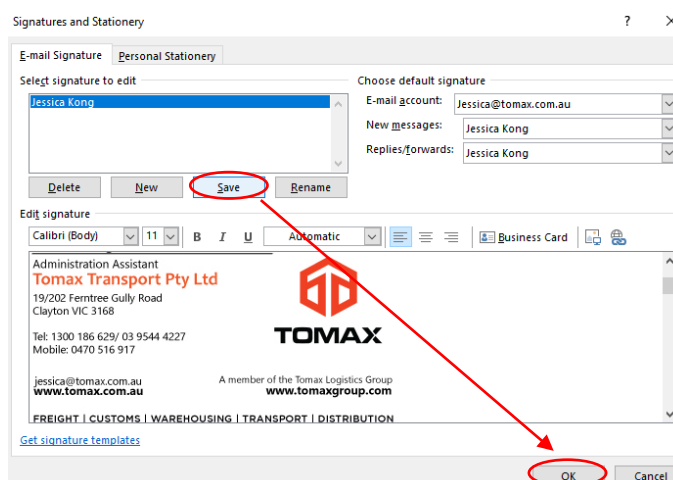 Signatures and Stationery ? X
E-mail Signature Personal Stationery
Select signature to edit Choose default signature
Jessica Kong E-mail account: Jessica@tomax.com.au
New messages: Jessica Kong
Replies/forwards: Jessica Kong
Delete New Save Rename
Edit signature
Calibri (Body) 11 B I U Automatic Business Card
Administration Assistant
Tomax Transport Pty Ltd
19/202 Ferntree Gully Road
Clayton VIC 3168
TOMAX
Tel: 1300 186 629/ 03 9544 4227
Mobile: 0470 516 917
jessica@tomax.com.au A member of the Tomax Logistics Group
www.tomax.com.au www.tomaxgroup.com
FREIGHT | CUSTOMS | WAREHOUSING | TRANSPORT | DISTRIBUTION
Get signature templates
OK Cancel